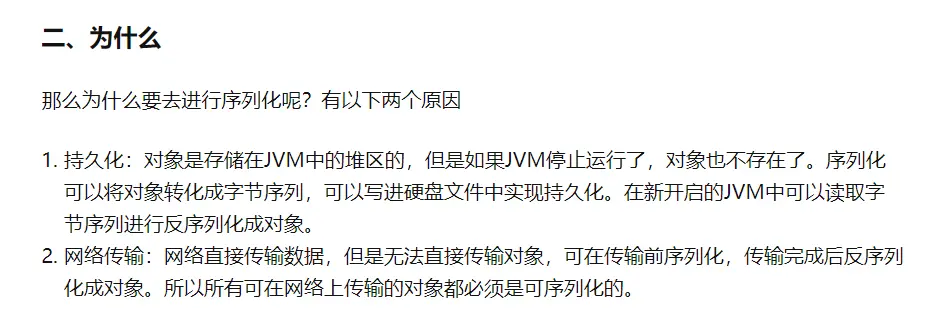 二、为什么
那么为什么要去进行序列化呢？有以下两个原因
1. 持久化：对象是存储在JVM中的堆区的，但是如果JVM停止运行了，对象也不存在了。序列化
可以将对象转化成字节序列，可以写进硬盘文件中实现持久化。在新开启的JVM中可以读取字
节序列进行反序列化成对象。
2. 网络传输：网络直接传输数据，但是无法直接传输对象，可在传输前序列化，传输完成后反序列
化成对象。所以所有可在网络上传输的对象都必须是可序列化的。